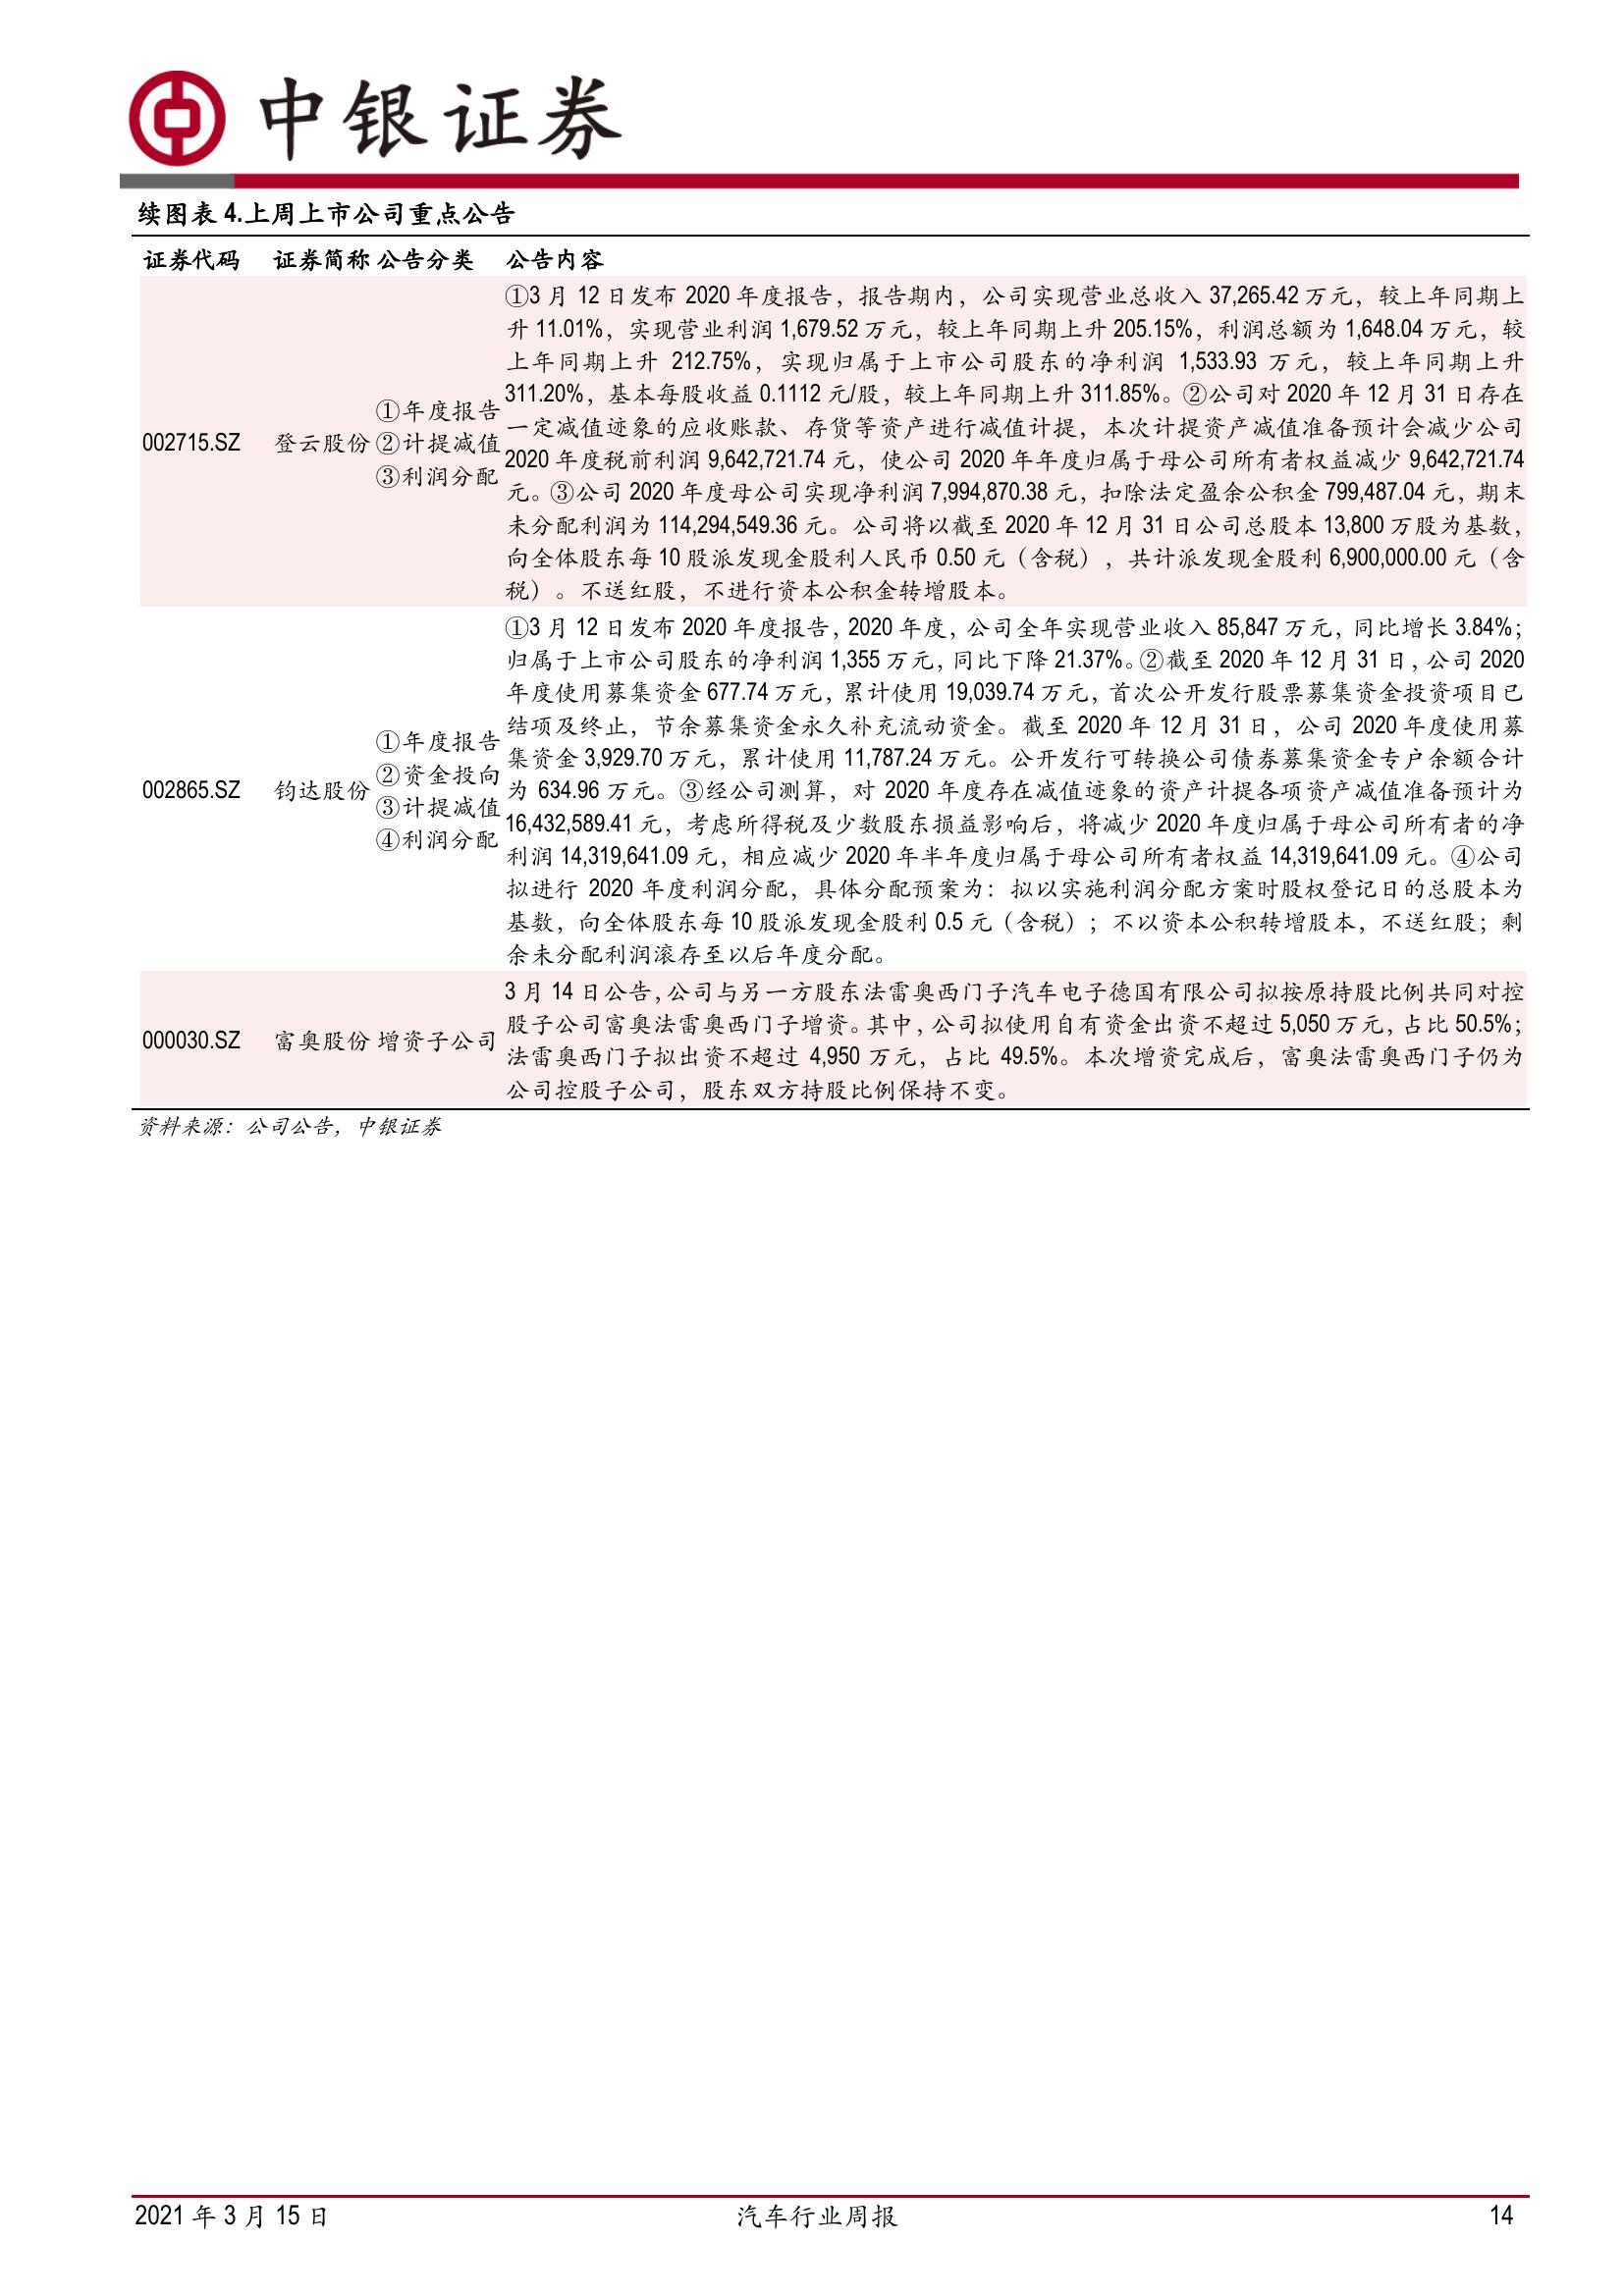 中银证券
续图表 4.上周上市公司重点公告
证券代码 证券简称 公告分类 公告内容
002715.SZ 登云股份
①年度报告
②计提减值
③利润分配
①3 月 12 日发布 2020 年度报告，报告期内，公司实现营业总收入 37,265.42 万元，较上年同期上
升 11.01%，实现营业利润 1,679.52 万元，较上年同期上升 205.15%，利润总额为 1,648.04 万元，较
上年同期上升 212.75%，实现归属于上市公司股东的净利润 1,533.93 万元，较上年同期上升
311.20%，基本每股收益 0.1112 元/股，较上年同期上升 311.85%。②公司对 2020 年 12 月 31 日存在
一定减值迹象的应收账款、存货等资产进行减值计提，本次计提资产减值准备预计会减少公司
2020 年度税前利润 9,642,721.74 元，使公司 2020 年年度归属于母公司所有者权益减少 9,642,721.74
元。③公司 2020 年度母公司实现净利润 7,994,870.38 元，扣除法定盈余公积金 799,487.04 元，期末
未分配利润为 114,294,549.36 元。公司将以截至 2020 年 12 月 31 日公司总股本 13,800 万股为基数，
向全体股东每 10 股派发现金股利人民币 0.50 元（含税），共计派发现金股利 6,900,000.00 元（含
税）。不送红股，不进行资本公积金转增股本。
002865.SZ 钧达股份
①年度报告
②资金投向
③计提减值
④利润分配
①3 月 12 日发布 2020 年度报告，2020 年度，公司全年实现营业收入 85,847 万元，同比增长 3.84%；
归属于上市公司股东的净利润 1,355 万元，同比下降 21.37%。②截至 2020 年 12 月 31 日，公司 2020
年度使用募集资金 677.74 万元，累计使用 19,039.74 万元，首次公开发行股票募集资金投资项目已
结项及终止，节余募集资金永久补充流动资金。截至 2020 年 12 月 31 日，公司 2020 年度使用募
集资金 3,929.70 万元，累计使用 11,787.24 万元。公开发行可转换公司债券募集资金专户余额合计
为 634.96 万元。③经公司测算，对 2020 年度存在减值迹象的资产计提各项资产减值准备预计为
16,432,589.41 元，考虑所得税及少数股东损益影响后，将减少 2020 年度归属于母公司所有者的净
利润 14,319,641.09 元，相应减少 2020 年半年度归属于母公司所有者权益 14,319,641.09 元。④公司
拟进行 2020 年度利润分配，具体分配预案为：拟以实施利润分配方案时股权登记日的总股本为
基数，向全体股东每 10 股派发现金股利 0.5 元（含税）；不以资本公积转增股本，不送红股；剩
余未分配利润滚存至以后年度分配。
000030.SZ 富奥股份 增资子公司
3 月 14 日公告，公司与另一方股东法雷奥西门子汽车电子德国有限公司拟按原持股比例共同对控
股子公司富奥法雷奥西门子增资。其中，公司拟使用自有资金出资不超过 5,050 万元，占比 50.5%；
法雷奥西门子拟出资不超过 4,950 万元，占比 49.5%。本次增资完成后，富奥法雷奥西门子仍为
公司控股子公司，股东双方持股比例保持不变。
资料来源：公司公告，中银证券
2021 年 3 月 15 日 汽车行业周报 14